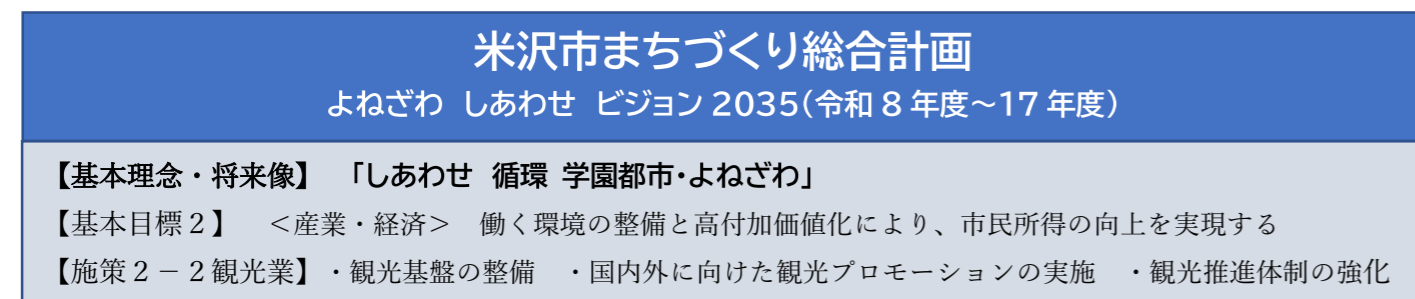 米沢市まちづくり総合計画
よねざわ しあわせ ビジョン 2035(令和 8 年度～17 年度)
【基本理念・将来像】 「しあわせ 循環 学園都市・よねざわ」
【基本目標２】 ＜産業・経済＞ 働く環境の整備と高付加価値化により、市民所得の向上を実現する
【施策２－２観光業】・観光基盤の整備 ・国内外に向けた観光プロモーションの実施 ・観光推進体制の強化